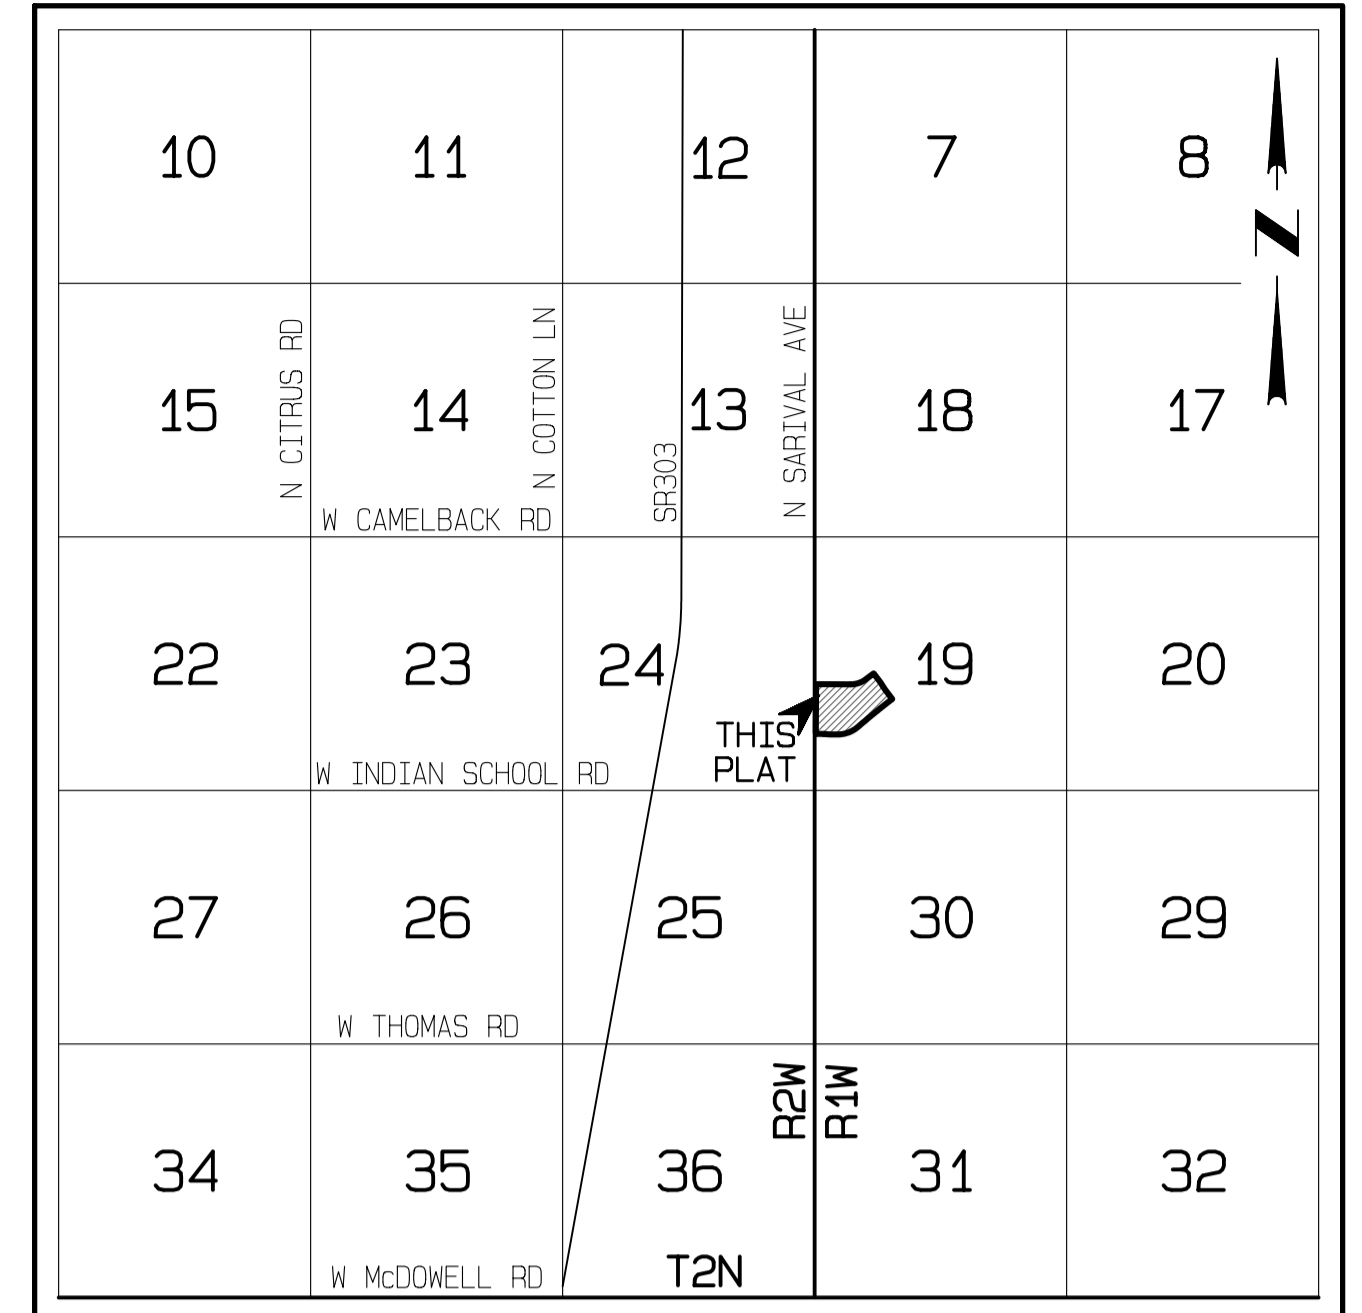 10
11
12
7
8
N
N CITRUS RD
N COTTON LN
N SARIVAL AVE
15
14
13
18
17
SR303
W CAMELBACK RD
22
23
24
19
20
THIS
PLAT
W INDIAN SCHOOL RD
27
26
25
30
29
W THOMAS RD
R2W
R1W
34
35
36
31
32
W McDOWELL RD
T2N